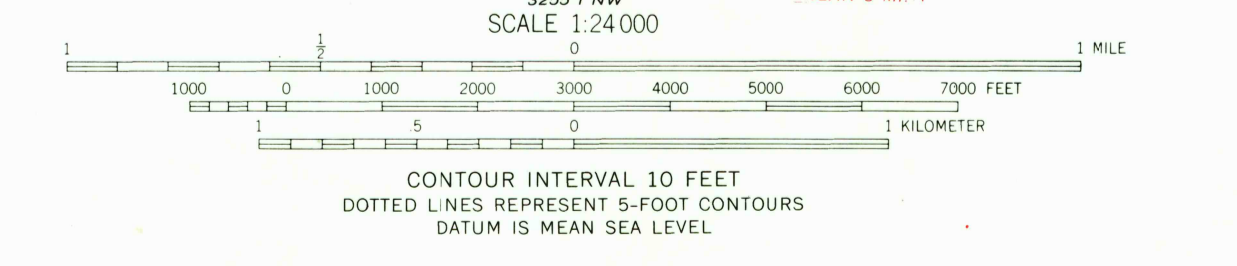 3255 I NW
SCALE 1:24 000
1 1/2 0 1 MILE
1000 0 1000 2000 3000 4000 5000 6000 7000 FEET
1 .5 0 1 KILOMETER
CONTOUR INTERVAL 10 FEET
DOTTED LINES REPRESENT 5-FOOT CONTOURS
DATUM IS MEAN SEA LEVEL